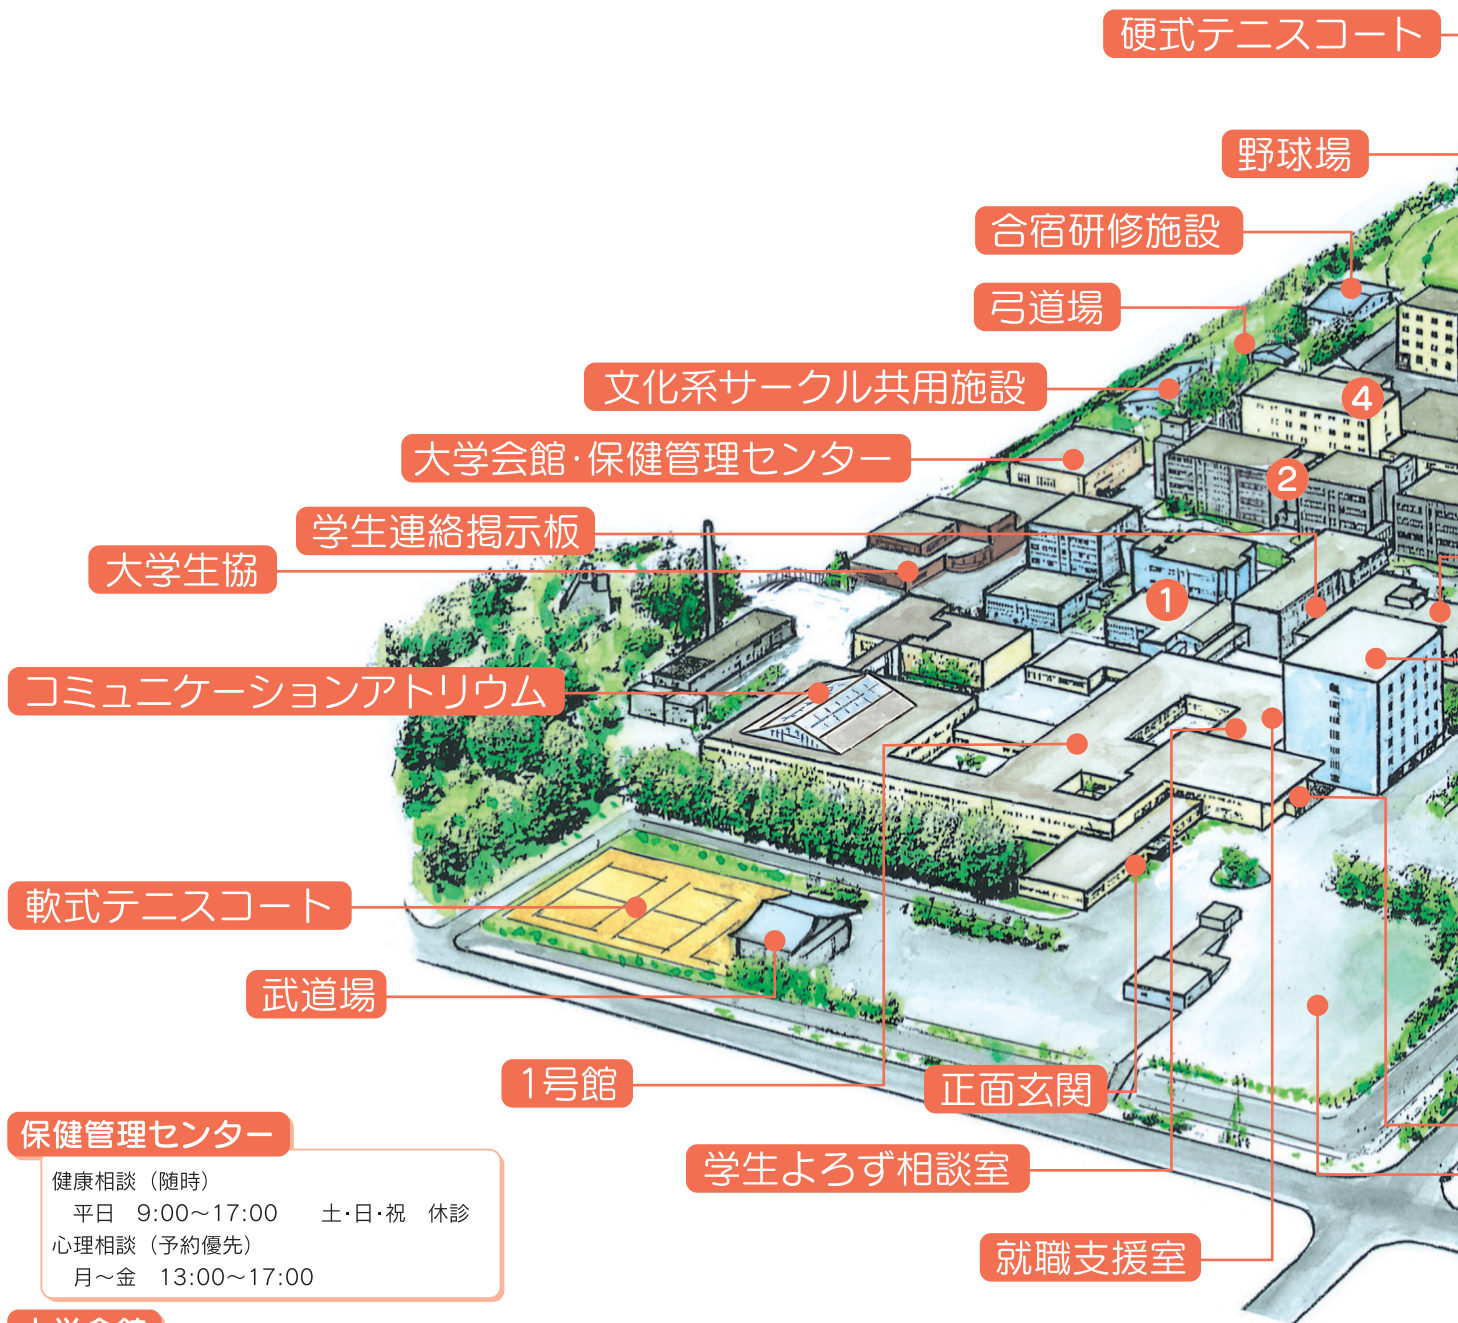 硬式テニスコート
野球場
合宿研修施設
弓道場
文化系サークル共用施設
4
大学会館・保健管理センター
2
学生連絡掲示板
大学生協
1
コミュニケーションアトリウム
軟式テニスコート
武道場
1号館
正面玄関
学生よろず相談室
就職支援室
保健管理センター
健康相談（随時）
平日　9:00～17:00　　土・日・祝　休診
心理相談（予約優先）
月～金　13:00～17:00